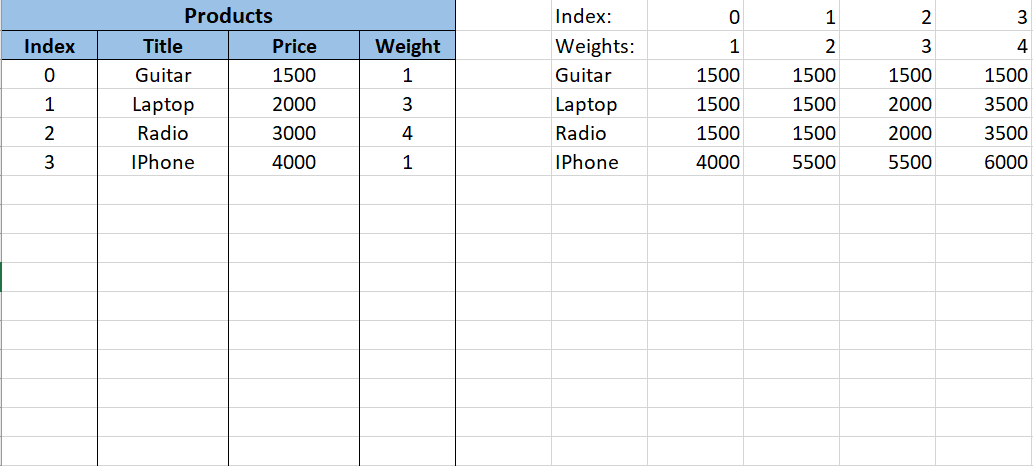 Products Index: 0 1 2 3
Index Title Price Weight Weights: 1 2 3 4
0 Guitar 1500 1 Guitar 1500 1500 1500 1500
1 Laptop 2000 3 Laptop 1500 1500 2000 3500
2 Radio 3000 4 Radio 1500 1500 2000 3500
3 IPhone 4000 1 IPhone 4000 5500 5500 6000